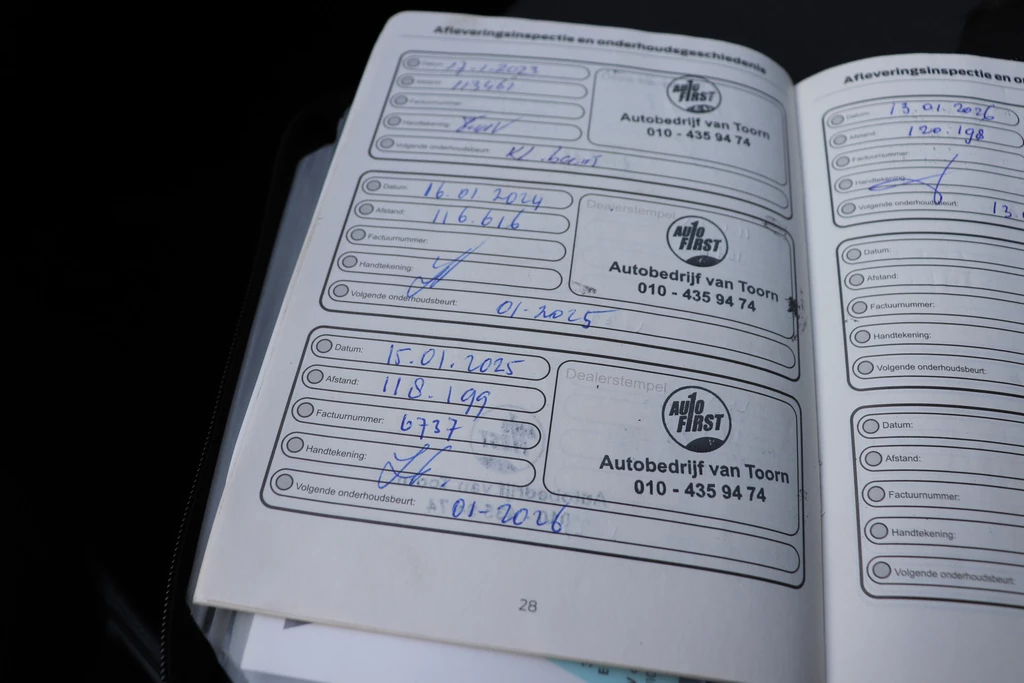 Afleveringsinspectie en onderhoudsgeschiedenis
Datum: 17.1.2023
Afstand: 113461
Factuurnummer:
Handtekening:
Volgende onderhoudsbeurt: Kl. beurt
AUTO FIRST
Autobedrijf van Toorn
010 - 435 94 74
Datum: 16.01.2024
Afstand: 116.616
Factuurnummer:
Handtekening:
Volgende onderhoudsbeurt: 01-2025
Dealerstempel
AUTO FIRST
Autobedrijf van Toorn
010 - 435 94 74
Datum: 15.01.2025
Afstand: 118.199
Factuurnummer: 6737
Handtekening:
Volgende onderhoudsbeurt: 01-2026
Dealerstempel
AUTO FIRST
Autobedrijf van Toorn
010 - 435 94 74
28
Afleveringsinspectie en
Datum: 13.01.2026
Afstand: 120.198
Factuurnummer:
Handtekening:
Volgende onderhoudsbeurt: 13.
Datum:
Afstand:
Factuurnummer:
Handtekening:
Volgende onderhoudsbeurt:
Datum:
Afstand:
Factuurnummer:
Handtekening:
Volgende onderhoudsbeurt: